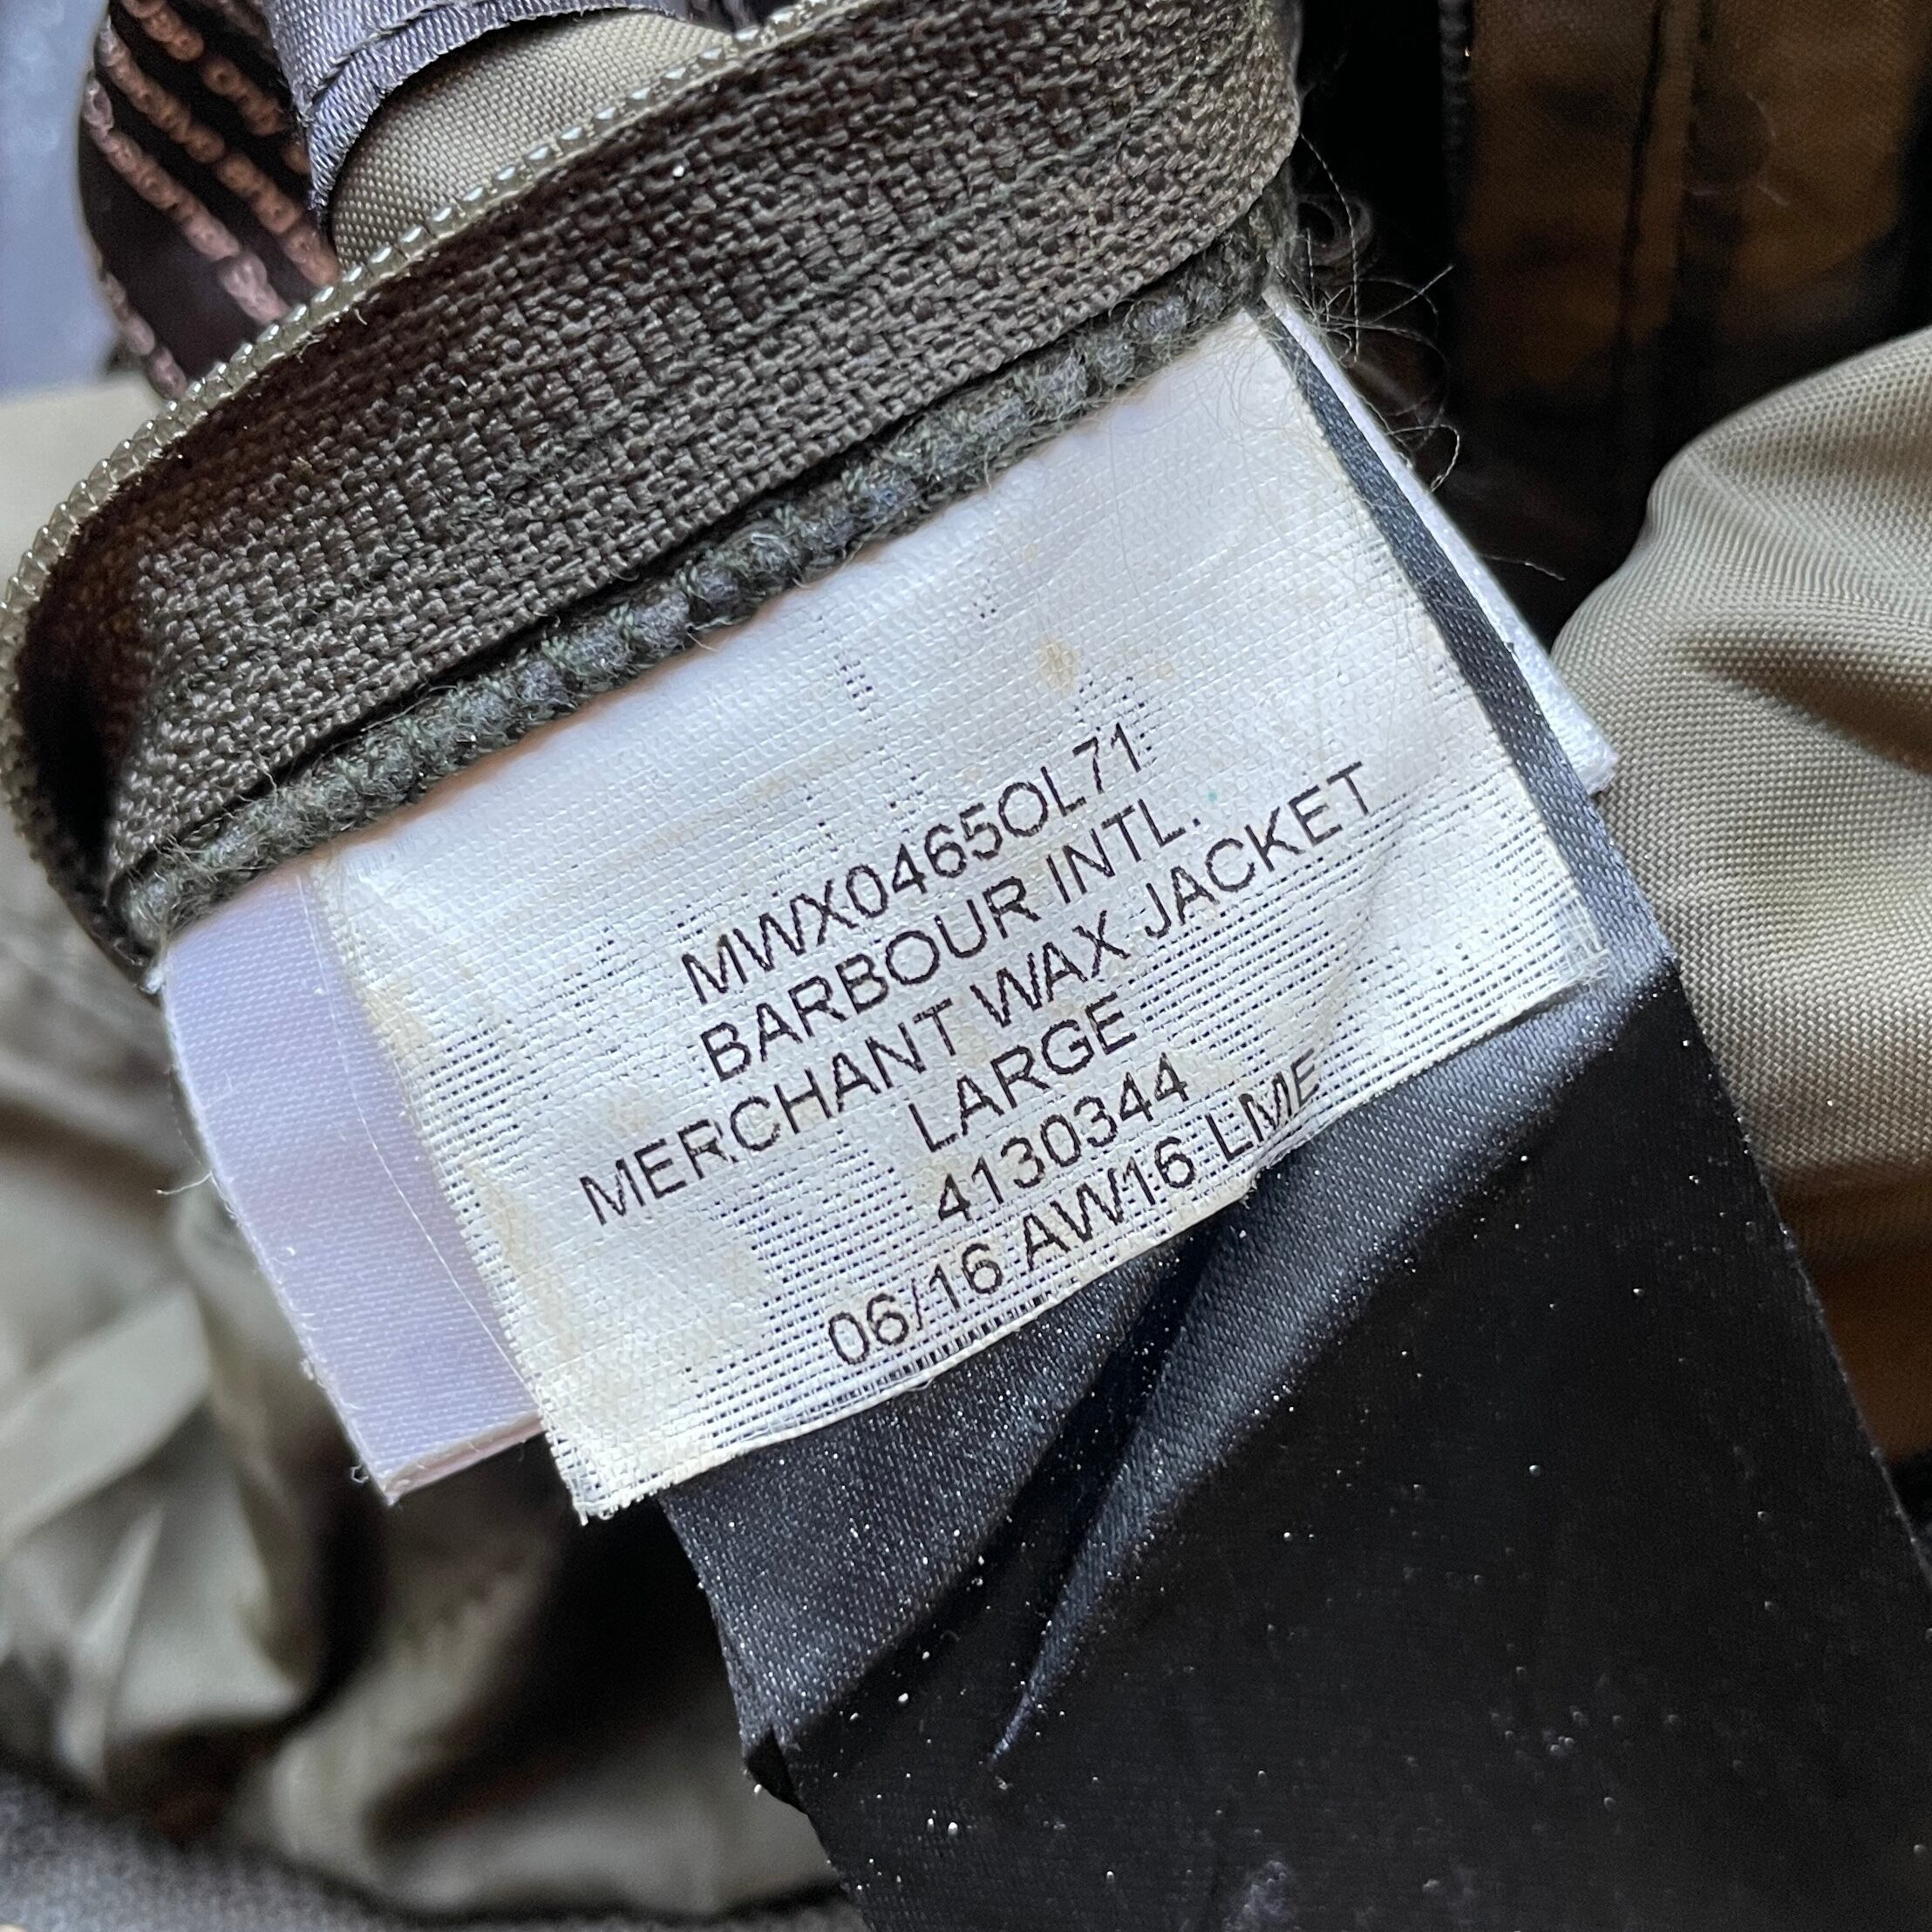 MWX0465OL71
BARBOUR INTL.
MERCHANT WAX JACKET
LARGE
4130344
06/16 AW16 LME